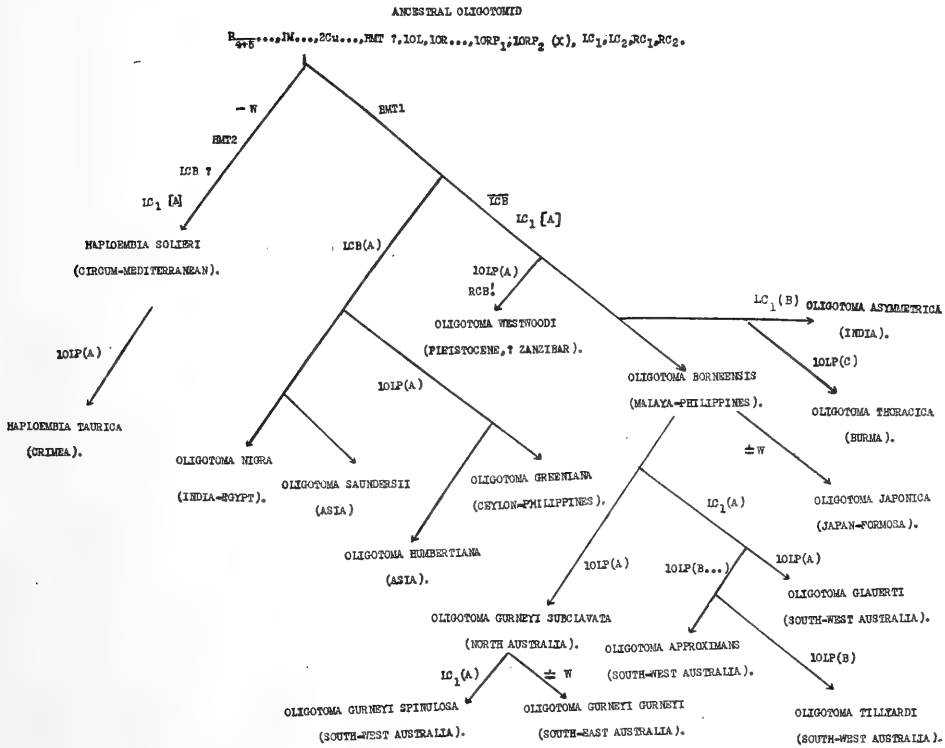 ANCESTRAL OLIGOTOMID
R4+5...,1M...,2Cu...,HMT ?,10L,10R...,10RP1,10RP2 (X), LC1,LC2,RC1,RC2.
— W
HMT1
HMT2
LCB ?
LC1 [A]
LCB
LC1 [A]
HAPLOEMBIA SOLIERI
(CIRCUM-MEDITERRANEAN).
LCB(A)
10LP(A)
RCB!
OLIGOTOMA WESTWOODI
(PLEISTOCENE, ? ZANZIBAR).
LC1(B)
OLIGOTOMA ASYMMETRICA
(INDIA).
10LP(C)
10LP(A)
HAPLOEMBIA TAURICA
(CRIMEA).
10LP(A)
OLIGOTOMA BORNEENSIS
(MALAYA-PHILIPPINES).
OLIGOTOMA THORACICA
(BURMA).
± W
OLIGOTOMA NIGRA
(INDIA-EGYPT).
OLIGOTOMA SAUNDERSII
(ASIA)
OLIGOTOMA GREENIANA
(CEYLON-PHILIPPINES).
LC1(A)
OLIGOTOMA JAPONICA
(JAPAN-FORMOSA).
OLIGOTOMA HUMBERTIANA
(ASIA).
10LP(A)
10LP(B...)
10LP(A)
OLIGOTOMA GLAUERTI
(SOUTH-WEST AUSTRALIA).
OLIGOTOMA GURNEYI SUBCLAVATA
(NORTH AUSTRALIA).
OLIGOTOMA APPROXIMANS
(SOUTH-WEST AUSTRALIA).
10LP(B)
LC1(A)
± W
OLIGOTOMA GURNEYI SPINULOSA
(SOUTH-WEST AUSTRALIA).
OLIGOTOMA GURNEYI GURNEYI
(SOUTH-EAST AUSTRALIA).
OLIGOTOMA TILLYARDI
(SOUTH-WEST AUSTRALIA).